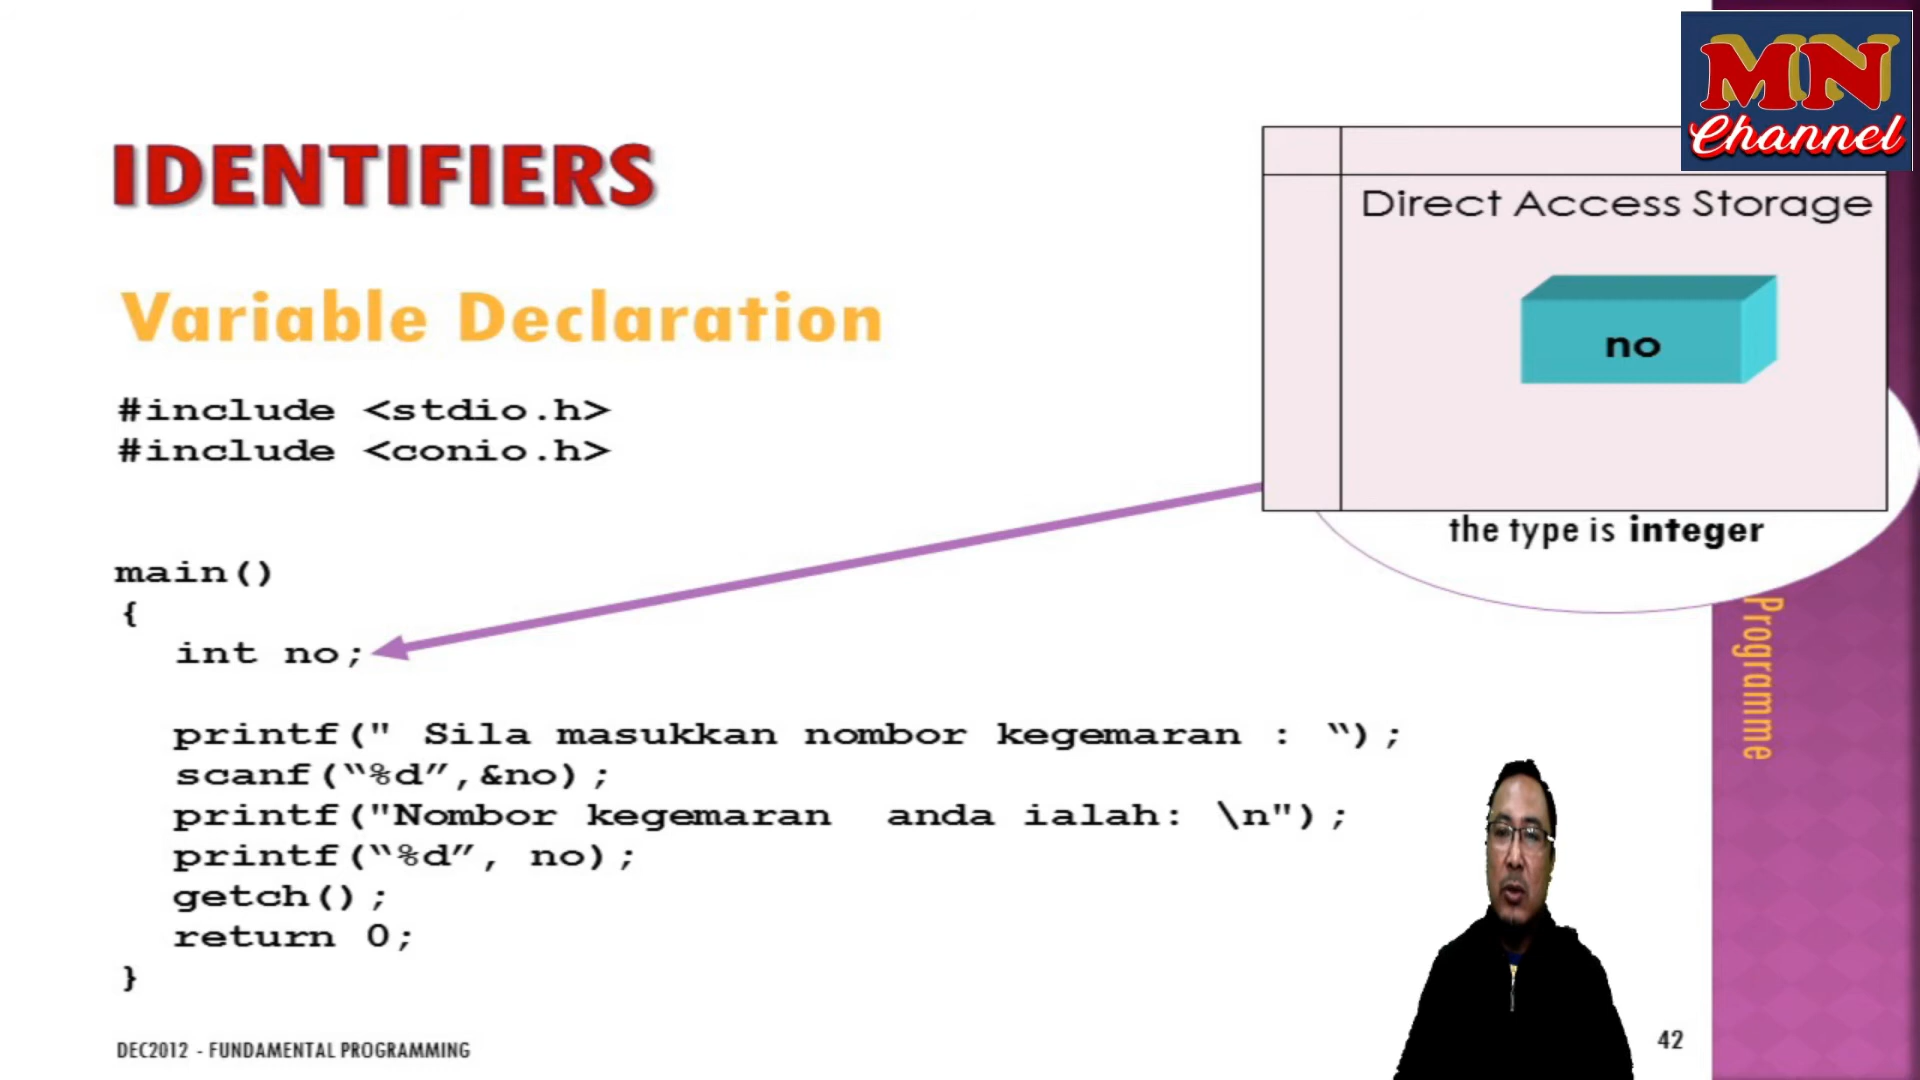 MN
Channel
IDENTIFIERS
Direct Access Storage
no
Variable Declaration
#include <stdio.h>
#include <conio.h>
the type is integer
main()
{
int no;
printf(" Sila masukkan nombor kegemaran : “);
scanf(“%d”,&no);
printf("Nombor kegemaran  anda ialah: \n");
printf(“%d”, no);
getch();
return 0;
}
Programme
DEC2012 - FUNDAMENTAL PROGRAMMING
42